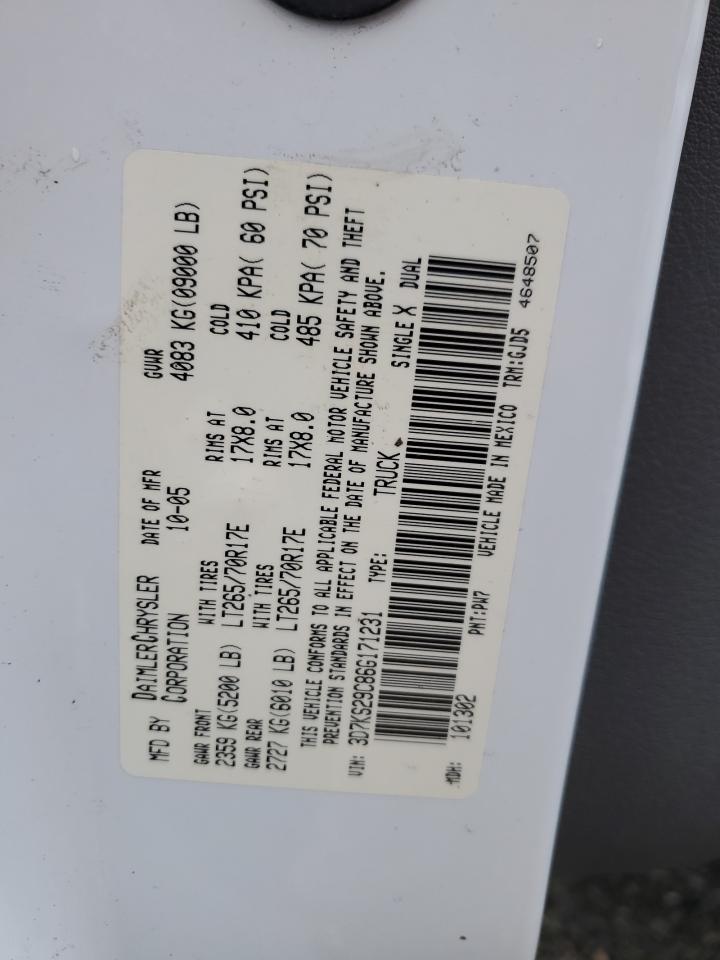 MFD BY DAIMLERCHRYSLER CORPORATION DATE OF MFR 10-05 GVWR 4083 KG(09000 LB)
GAWR FRONT WITH TIRES RIMS AT COLD
2359 KG(5200 LB) LT265/70R17E 17X8.0 410 KPA( 60 PSI)
GAWR REAR WITH TIRES RIMS AT COLD
2727 KG(6010 LB) LT265/70R17E 17X8.0 485 KPA( 70 PSI)
THIS VEHICLE CONFORMS TO ALL APPLICABLE FEDERAL MOTOR VEHICLE SAFETY AND THEFT
PREVENTION STANDARDS IN EFFECT ON THE DATE OF MANUFACTURE SHOWN ABOVE.
VIN: 3D7KS29C86G171231 TYPE: TRUCK SINGLE X DUAL
MDH: 101302 PNT:PW7 VEHICLE MADE IN MEXICO TRM:GJD5 4648507